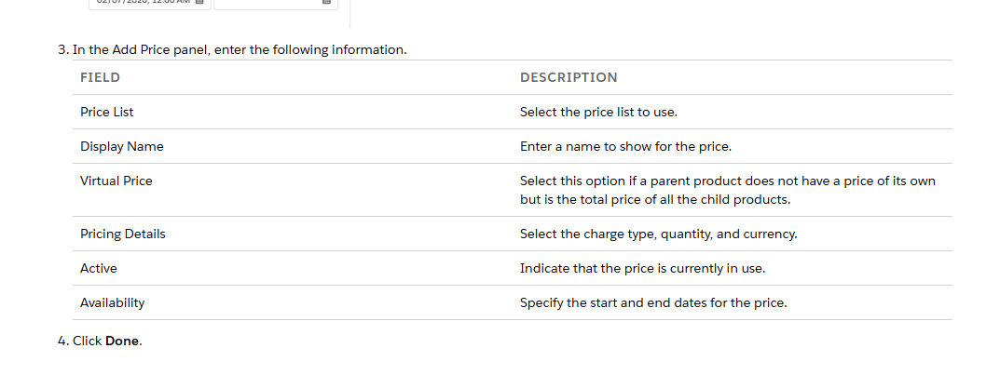 3. In the Add Price panel, enter the following information.
FIELD DESCRIPTION
Price List Select the price list to use.
Display Name Enter a name to show for the price.
Virtual Price Select this option if a parent product does not have a price of its own
but is the total price of all the child products.
Pricing Details Select the charge type, quantity, and currency.
Active Indicate that the price is currently in use.
Availability Specify the start and end dates for the price.
4. Click Done.